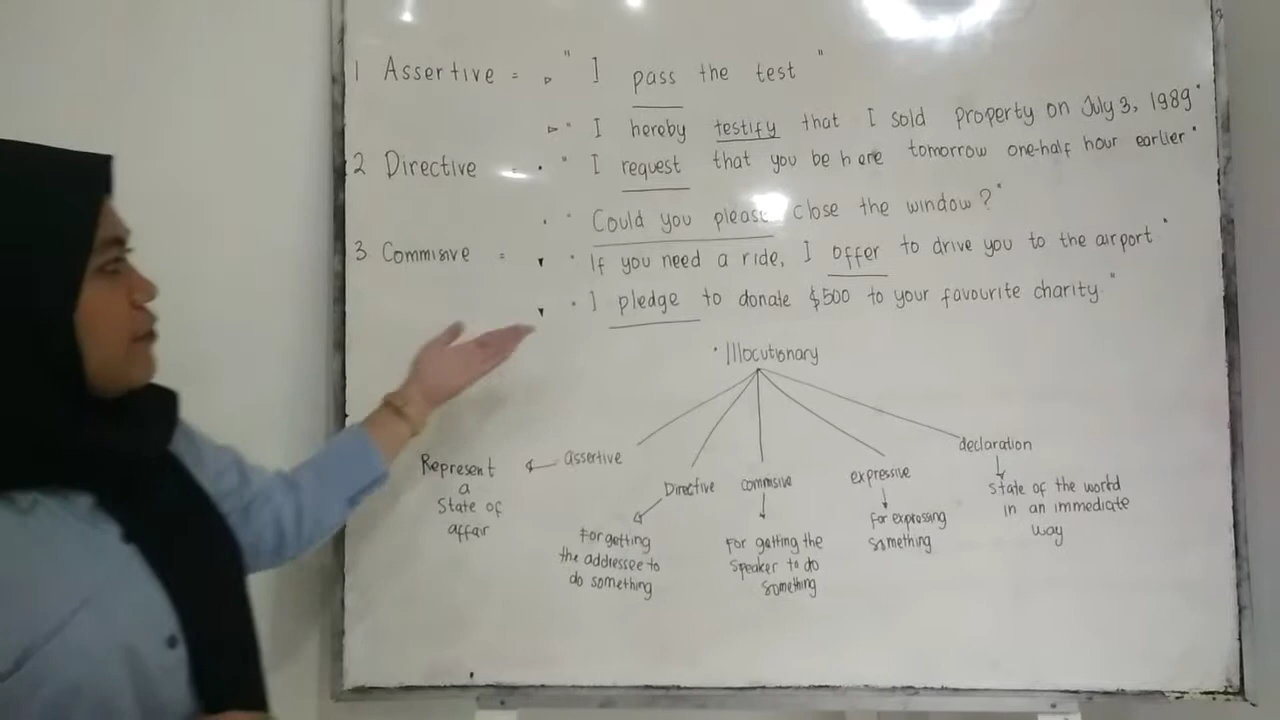 1 Assertive = ▹ " I pass the test "
▹ " I hereby testify that I sold property on July 3, 1989"
2 Directive = • " I request that you be here tomorrow one-half hour earlier"
• " Could you please close the window?"
3 Commisive = ▾ " If you need a ride, I offer to drive you to the airport "
▾ " I pledge to donate $500 to your favourite charity "
• Illocutionary
declaration
assertive
Directive
commisive
expressive
Represent
a
State of
affair
For getting
the addressee to
do something
For getting the
speaker to do
something
For expressing
something
State of the world
in an immediate
way